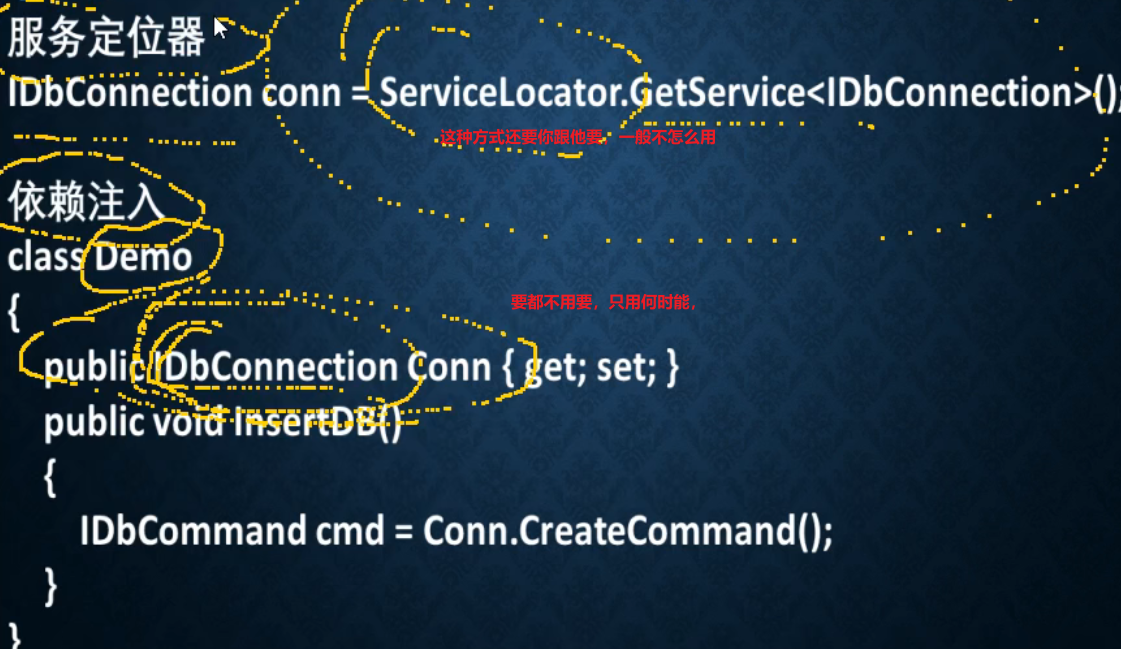 服务定位器
IDbConnection conn = ServiceLocator.GetService<IDbConnection>();
这种方式还要你跟他要，一般不怎么用
依赖注入
class Demo
{
要都不用要，只用何时能，
public IDbConnection Conn { get; set; }
public void InsertDB()
{
IDbCommand cmd = Conn.CreateCommand();
}
}